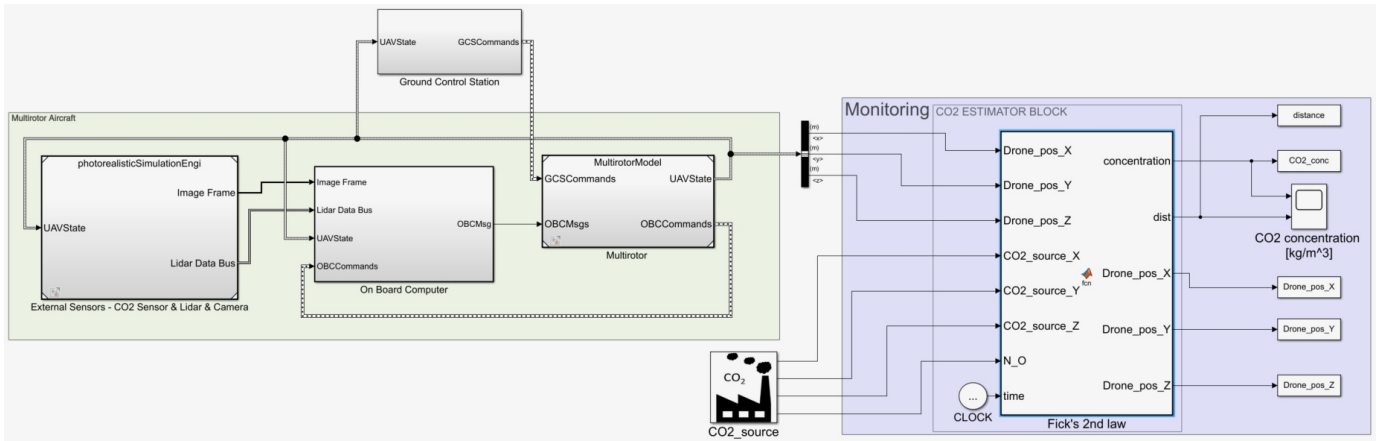 UAVState
GCSCommands
Ground Control Station
Multirotor Aircraft
photorealisticSimulationEngi
Image Frame
UAVState
Lidar Data Bus
External Sensors - CO2 Sensor & Lidar & Camera
Image Frame
Lidar Data Bus
UAVState
OBCCommands
OBCMsg
On Board Computer
MultirotorModel
GCSCommands
UAVState
OBCMsgs
OBCCommands
Multirotor
(m)
<x>
(m)
<y>
(m)
<z>
Monitoring
CO2 ESTIMATOR BLOCK
Drone_pos_X
Drone_pos_Y
Drone_pos_Z
CO2_source_X
CO2_source_Y
CO2_source_Z
N_O
time
fcn
concentration
dist
Drone_pos_X
Drone_pos_Y
Drone_pos_Z
Fick's 2nd law
...
CLOCK
CO₂
CO2_source
distance
CO2_conc
CO2 concentration
[kg/m^3]
Drone_pos_X
Drone_pos_Y
Drone_pos_Z